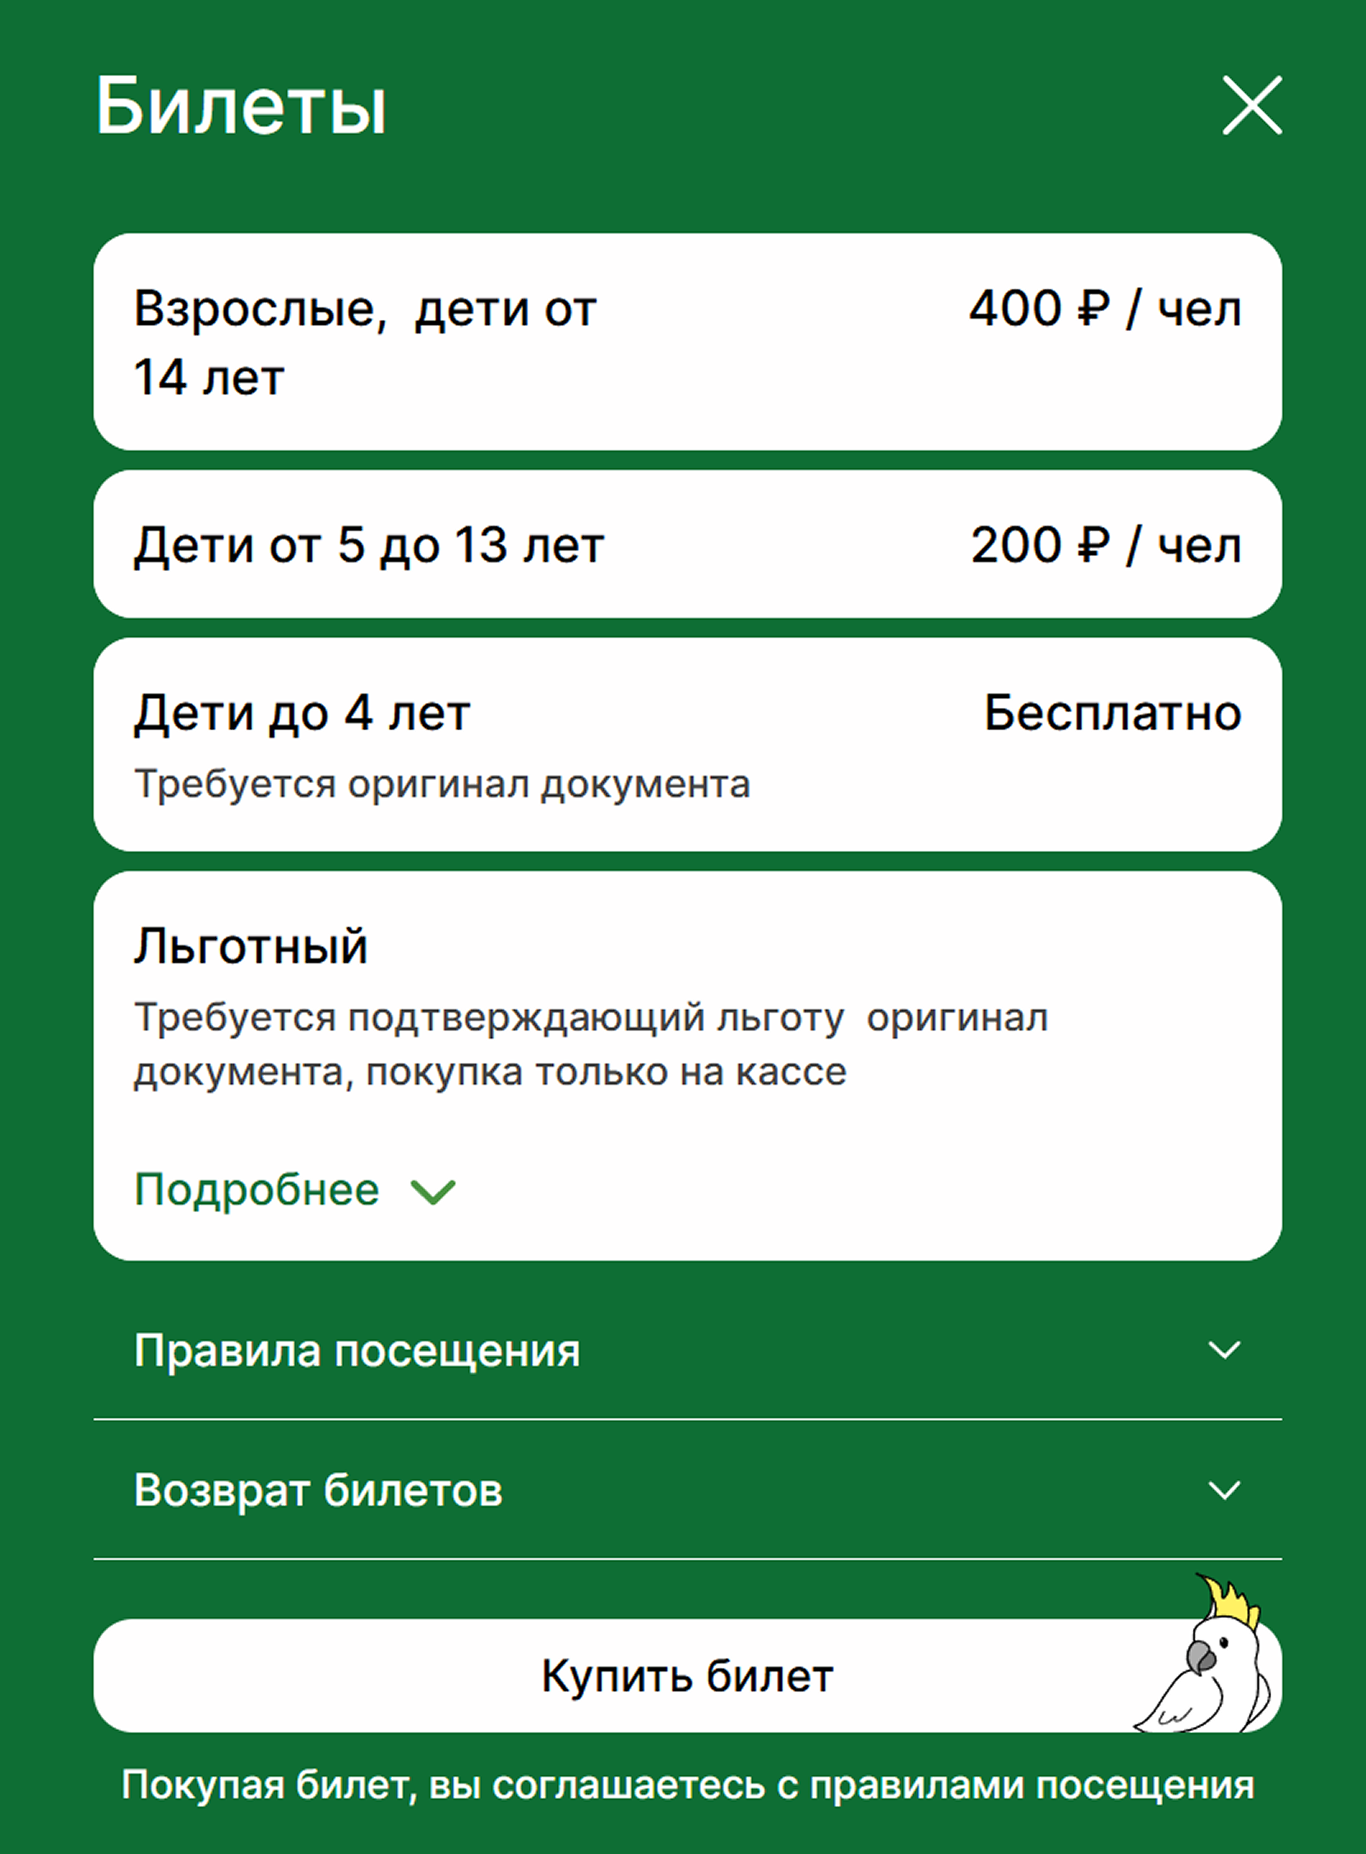 Билеты
Взрослые,  дети от
14 лет
400 ₽ / чел
Дети от 5 до 13 лет
200 ₽ / чел
Дети до 4 лет
Бесплатно
Требуется оригинал документа
Льготный
Требуется подтверждающий льготу  оригинал
документа, покупка только на кассе
Подробнее
Правила посещения
Возврат билетов
Купить билет
Покупая билет, вы соглашаетесь с правилами посещения